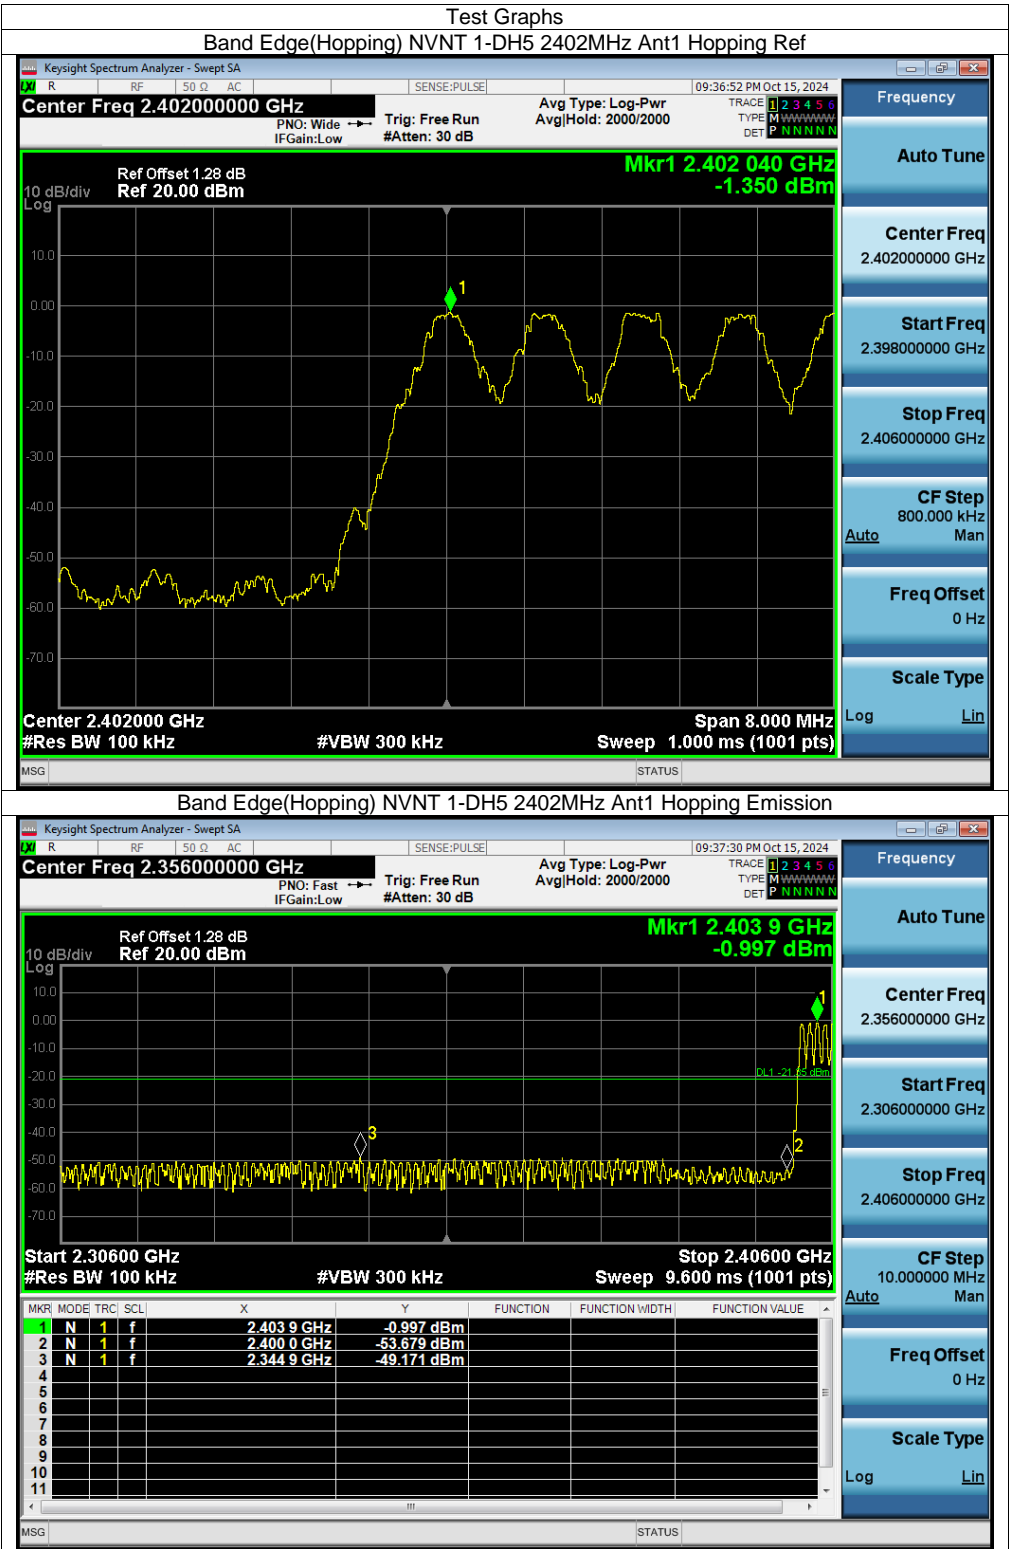 Test Graphs
Band Edge(Hopping) NVNT 1-DH5 2402MHz Ant1 Hopping Ref
Keysight Spectrum Analyzer - Swept SA
LXI R RF 50 Ω AC SENSE:PULSE 09:36:52 PM Oct 15, 2024
Center Freq 2.402000000 GHz
PNO: Wide
IFGain:Low
Trig: Free Run
#Atten: 30 dB
Avg Type: Log-Pwr
Avg|Hold: 2000/2000
TRACE 1 2 3 4 5 6
TYPE M WWWWW
DET P N N N N N
Frequency
Mkr1 2.402 040 GHz
-1.350 dBm
Ref Offset 1.28 dB
10 dB/div Ref 20.00 dBm
Log
10.0
0.00
-10.0
-20.0
-30.0
-40.0
-50.0
-60.0
-70.0
1
Center 2.402000 GHz Span 8.000 MHz
#Res BW 100 kHz #VBW 300 kHz Sweep 1.000 ms (1001 pts)
Auto Tune
Center Freq
2.402000000 GHz
Start Freq
2.398000000 GHz
Stop Freq
2.406000000 GHz
CF Step
800.000 kHz
Auto Man
Freq Offset
0 Hz
Scale Type
Log Lin
MSG STATUS
Band Edge(Hopping) NVNT 1-DH5 2402MHz Ant1 Hopping Emission
Keysight Spectrum Analyzer - Swept SA
LXI R RF 50 Ω AC SENSE:PULSE 09:37:30 PM Oct 15, 2024
Center Freq 2.356000000 GHz
PNO: Fast
IFGain:Low
Trig: Free Run
#Atten: 30 dB
Avg Type: Log-Pwr
Avg|Hold: 2000/2000
TRACE 1 2 3 4 5 6
TYPE M WWWWW
DET P N N N N N
Frequency
Mkr1 2.403 9 GHz
-0.997 dBm
Ref Offset 1.28 dB
10 dB/div Ref 20.00 dBm
Log
10.0
0.00
-10.0
-20.0
-30.0
-40.0
-50.0
-60.0
-70.0
1
DL1 -21.35 dBm
3
2
Start 2.30600 GHz Stop 2.40600 GHz
#Res BW 100 kHz #VBW 300 kHz Sweep 9.600 ms (1001 pts)
MKR MODE TRC SCL X Y FUNCTION FUNCTION WIDTH FUNCTION VALUE
1 N 1 f 2.403 9 GHz -0.997 dBm
2 N 1 f 2.400 0 GHz -53.679 dBm
3 N 1 f 2.344 9 GHz -49.171 dBm
4
5
6
7
8
9
10
11
Auto Tune
Center Freq
2.356000000 GHz
Start Freq
2.306000000 GHz
Stop Freq
2.406000000 GHz
CF Step
10.000000 MHz
Auto Man
Freq Offset
0 Hz
Scale Type
Log Lin
MSG STATUS